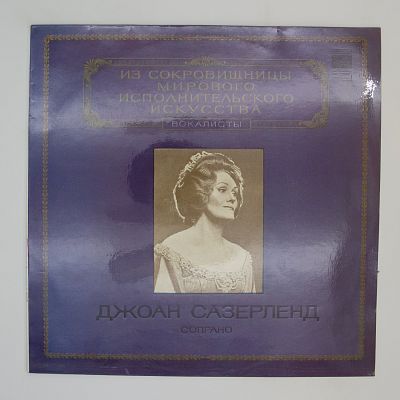 ИЗ СОКРОВИЩНИЦЫ
МИРОВОГО
ИСПОЛНИТЕЛЬСКОГО
ИСКУССТВА
ВОКАЛИСТЫ
ДЖОАН САЗЕРЛЕНД
СОПРАНО